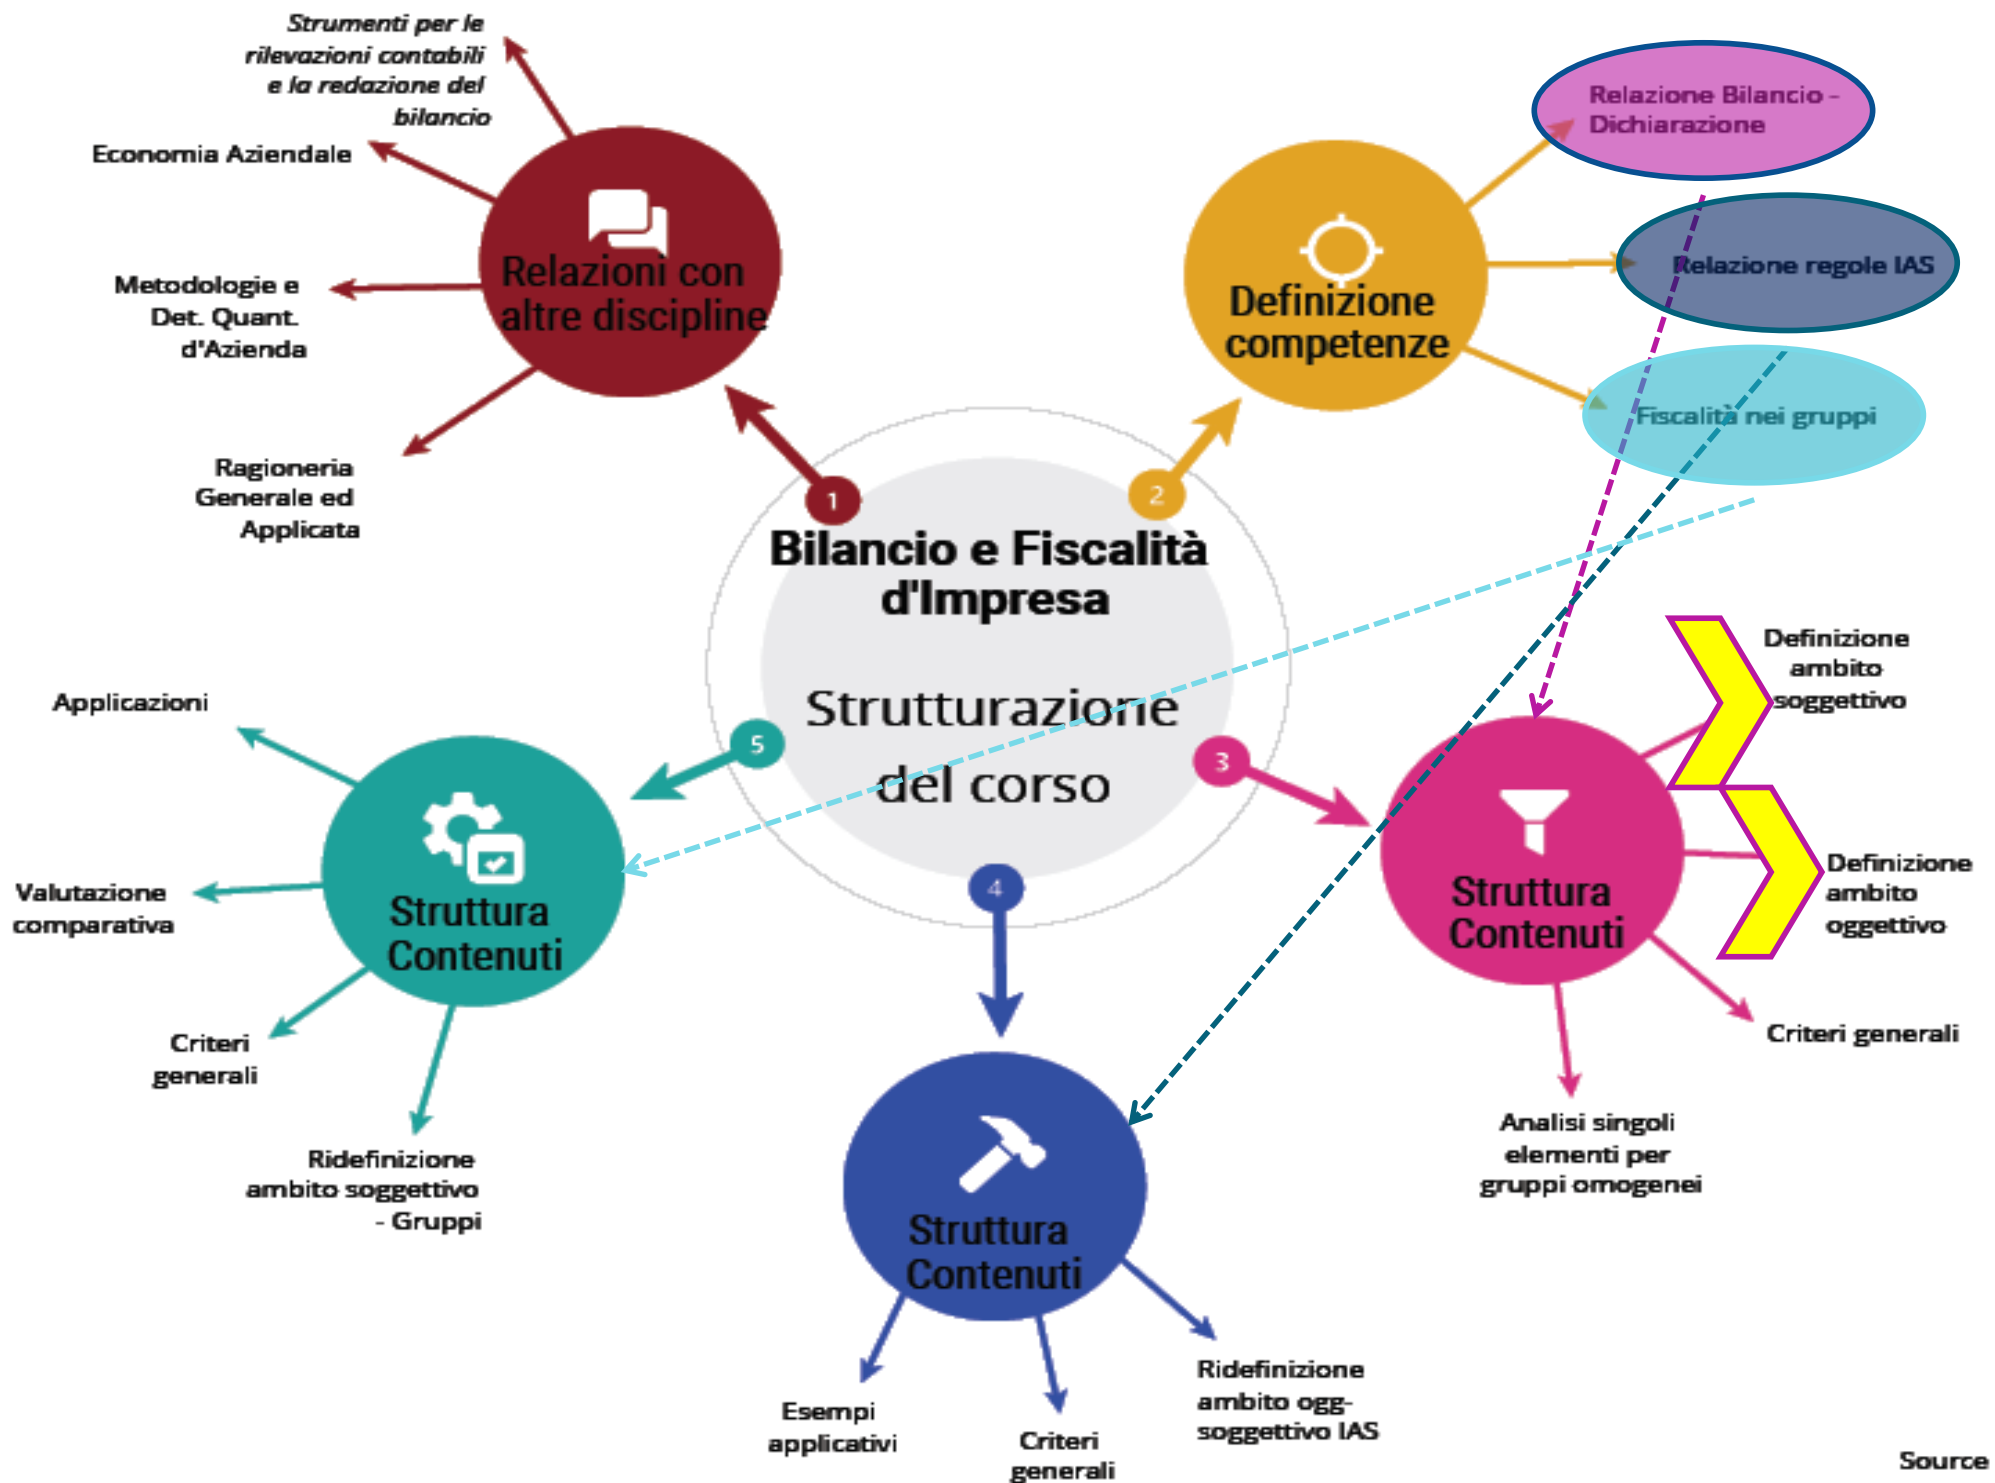 Strumenti per le
rilevazioni contabili
e la redazione del
bilancio
Economia Aziendale
Metodologie e
Det. Quant.
d'Azienda
Ragioneria
Generale ed
Applicata
Relazioni con
altre discipline
1
Definizione
competenze
2
Relazione Bilancio -
Dichiarazione
Relazione regole IAS
Fiscalità nei gruppi
Bilancio e Fiscalità
d'Impresa
Strutturazione
del corso
3
Struttura
Contenuti
Definizione
ambito
soggettivo
Definizione
ambito
oggettivo
Criteri generali
Analisi singoli
elementi per
gruppi omogenei
4
Struttura
Contenuti
Ridefinizione
ambito ogg-
soggettivo IAS
Criteri
generali
Esempi
applicativi
5
Struttura
Contenuti
Applicazioni
Valutazione
comparativa
Criteri
generali
Ridefinizione
ambito soggettivo
- Gruppi
Source